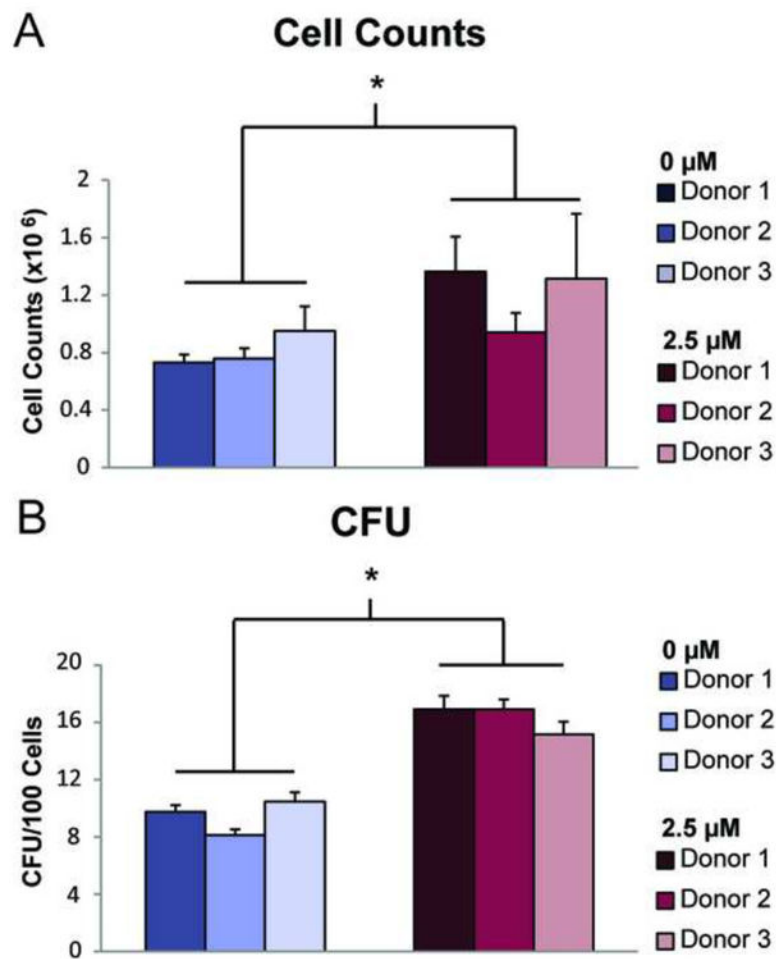 A
Cell Counts
*
Cell Counts (x10 6)
2
1.6
1.2
0.8
0.4
0
0 µM
Donor 1
Donor 2
Donor 3
2.5 µM
Donor 1
Donor 2
Donor 3
B
CFU
*
CFU/100 Cells
20
16
12
8
4
0
0 µM
Donor 1
Donor 2
Donor 3
2.5 µM
Donor 1
Donor 2
Donor 3